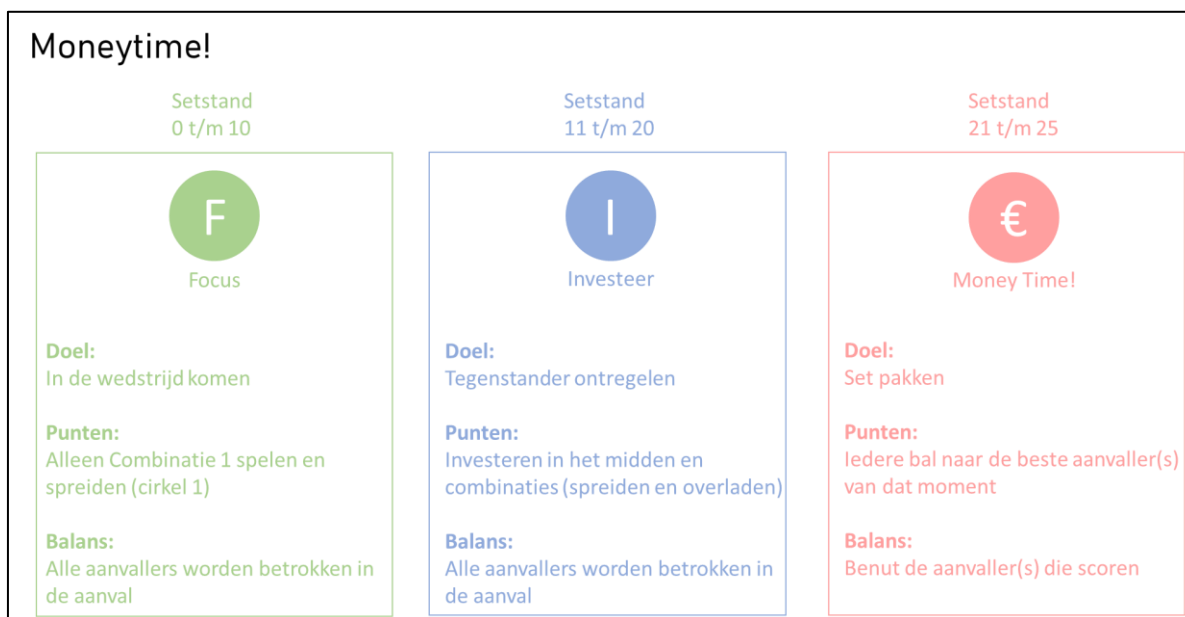 Moneytime!
Setstand
0 t/m 10
F
Focus
Doel:
In de wedstrijd komen
Punten:
Alleen Combinatie 1 spelen en
spreiden (cirkel 1)
Balans:
Alle aanvallers worden betrokken in
de aanval
Setstand
11 t/m 20
I
Investeer
Doel:
Tegenstander ontregelen
Punten:
Investeren in het midden en
combinaties (spreiden en overladen)
Balans:
Alle aanvallers worden betrokken in
de aanval
Setstand
21 t/m 25
€
Money Time!
Doel:
Set pakken
Punten:
Iedere bal naar de beste aanvaller(s)
van dat moment
Balans:
Benut de aanvaller(s) die scoren